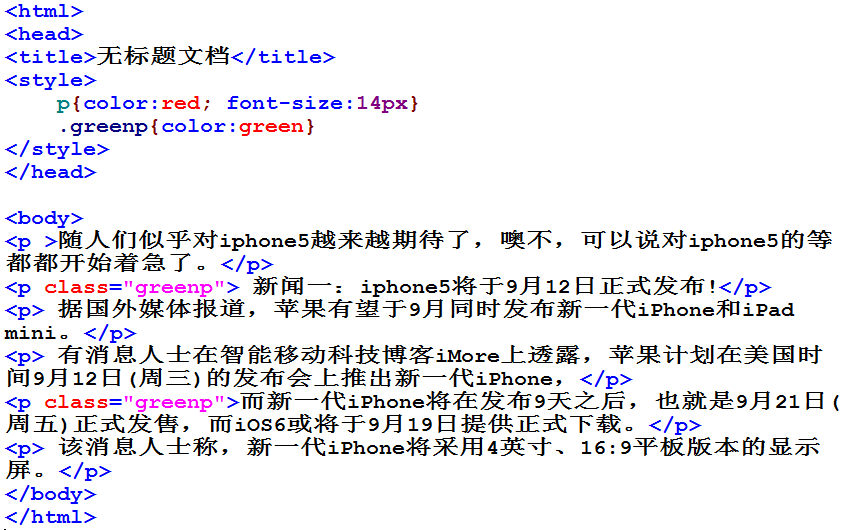 <html>
<head>
<title>无标题文档</title>
<style>
    p{color:red; font-size:14px}
    .greenp{color:green}
</style>
</head>

<body>
<p >随人们似乎对iphone5越来越期待了，噢不，可以说对iphone5的等
都都开始着急了。</p>
<p class="greenp"> 新闻一：iphone5将于9月12日正式发布!</p>
<p> 据国外媒体报道，苹果有望于9月同时发布新一代iPhone和iPad
mini。</p>
<p> 有消息人士在智能移动科技博客iMore上透露，苹果计划在美国时
间9月12日(周三)的发布会上推出新一代iPhone，</p>
<p class="greenp">而新一代iPhone将在发布9天之后，也就是9月21日(
周五)正式发售，而iOS6或将于9月19日提供正式下载。</p>
<p> 该消息人士称，新一代iPhone将采用4英寸、16:9平板版本的显示
屏。</p>
</body>
</html>